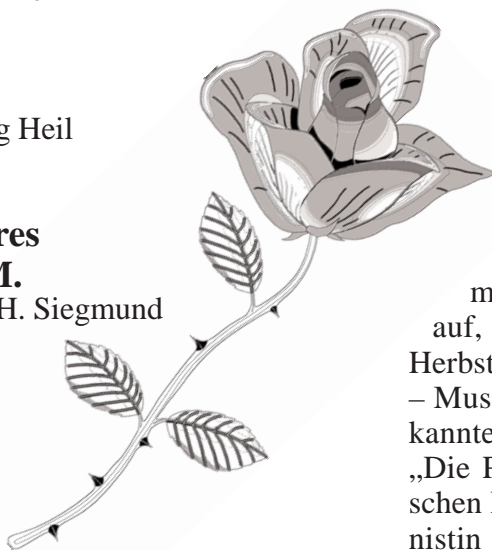 g Heil
res
M.
H. Siegmund
m
auf,
Herbst
– Mus
kannte
„Die F
schen
nistin